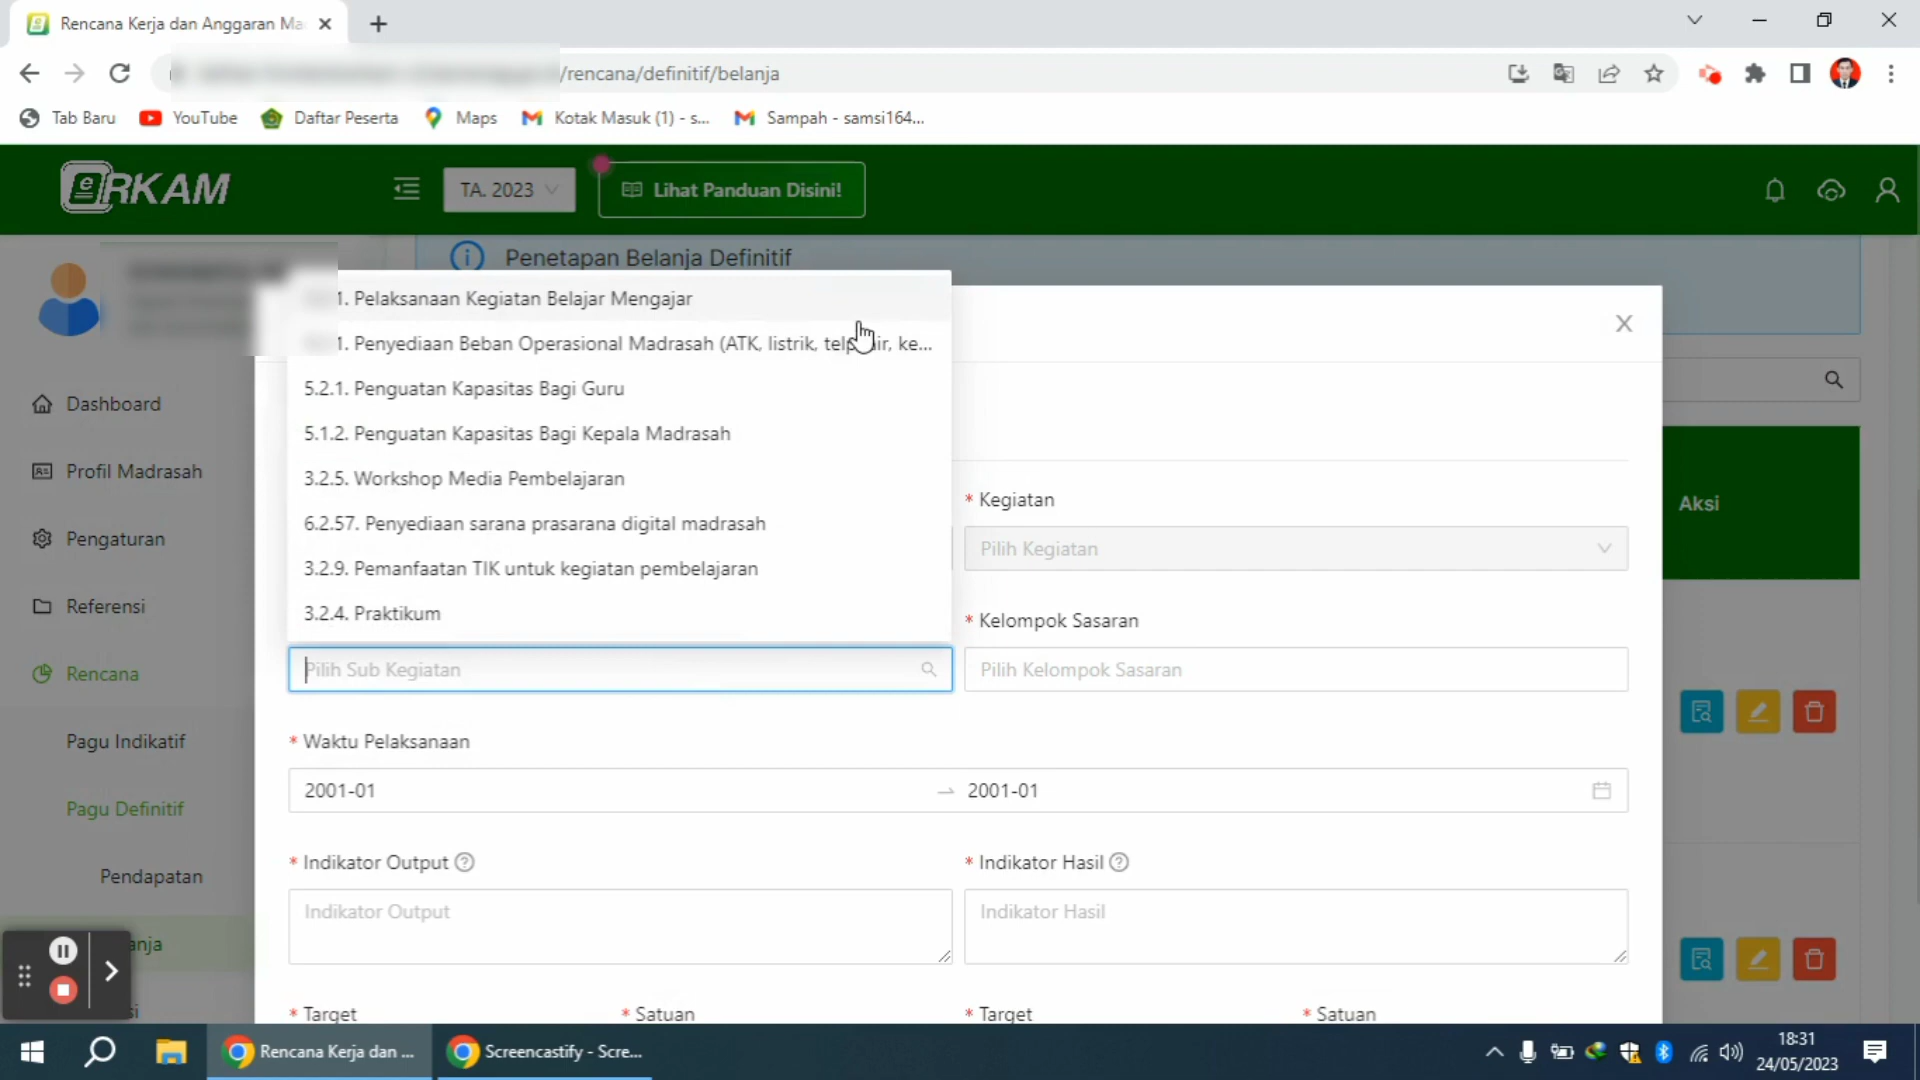 Rencana Kerja dan Anggaran Ma
/rencana/definitif/belanja
Tab Baru
YouTube
Daftar Peserta
Maps
Kotak Masuk (1) - s...
Sampah - samsi164...
eRKAM
TA. 2023
Lihat Panduan Disini!
Penetapan Belanja Definitif
1. Pelaksanaan Kegiatan Belajar Mengajar
1. Penyediaan Beban Operasional Madrasah (ATK, listrik, telp, air, ke...
5.2.1. Penguatan Kapasitas Bagi Guru
5.1.2. Penguatan Kapasitas Bagi Kepala Madrasah
3.2.5. Workshop Media Pembelajaran
6.2.57. Penyediaan sarana prasarana digital madrasah
3.2.9. Pemanfaatan TIK untuk kegiatan pembelajaran
3.2.4. Praktikum
Dashboard
Profil Madrasah
Pengaturan
Referensi
Rencana
Pagu Indikatif
Pagu Definitif
Pendapatan
anja
si
* Kegiatan
Pilih Kegiatan
Aksi
* Kelompok Sasaran
Pilih Sub Kegiatan
Pilih Kelompok Sasaran
* Waktu Pelaksanaan
2001-01
2001-01
* Indikator Output
* Indikator Hasil
Indikator Output
Indikator Hasil
* Target
* Satuan
* Target
* Satuan
Rencana Kerja dan ...
Screencastify - Scre...
18:31
24/05/2023